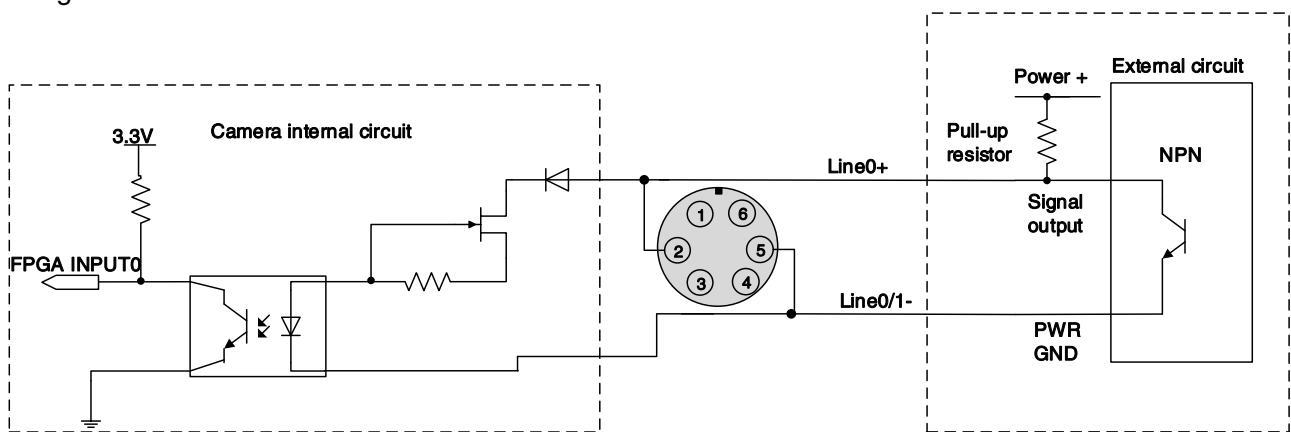 3.3V
Camera internal circuit
FPGA INPUT0
Line0+
1
6
2
5
3
4
Line0/1-
Power +
External circuit
Pull-up
resistor
NPN
Signal
output
PWR
GND